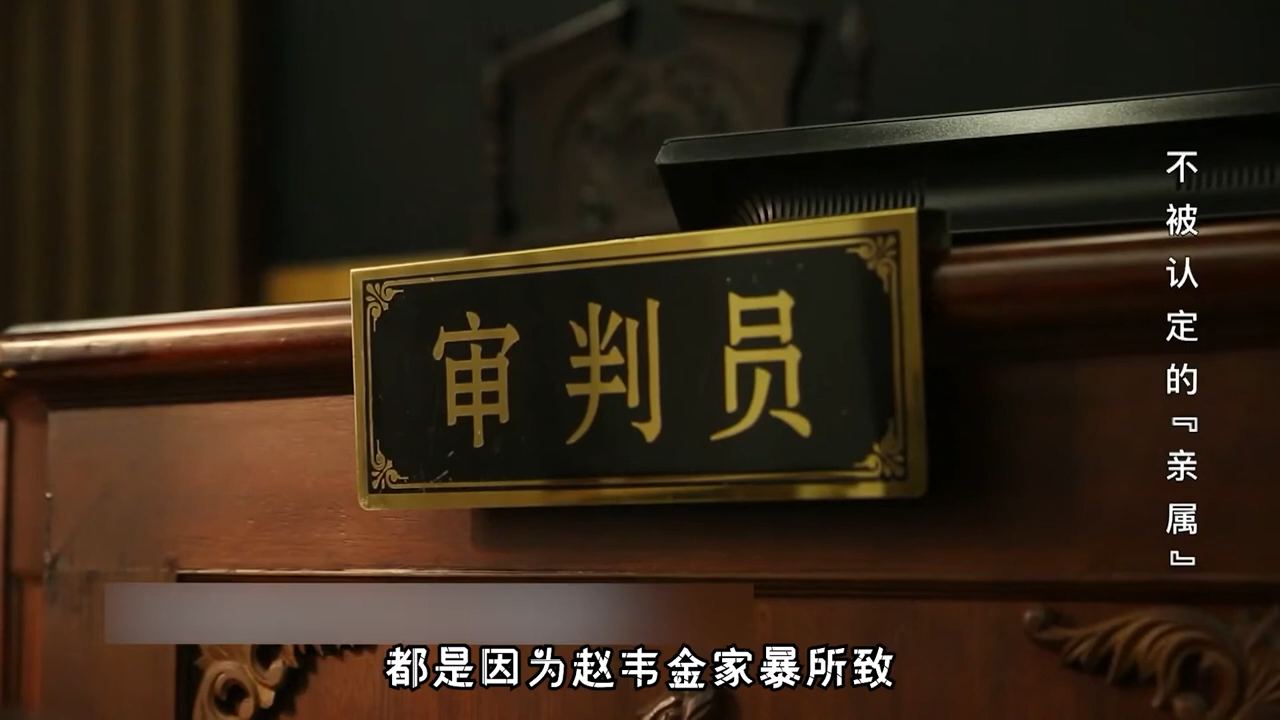 不被认定的『亲属』
审判员
都是因为赵韦金家暴所致